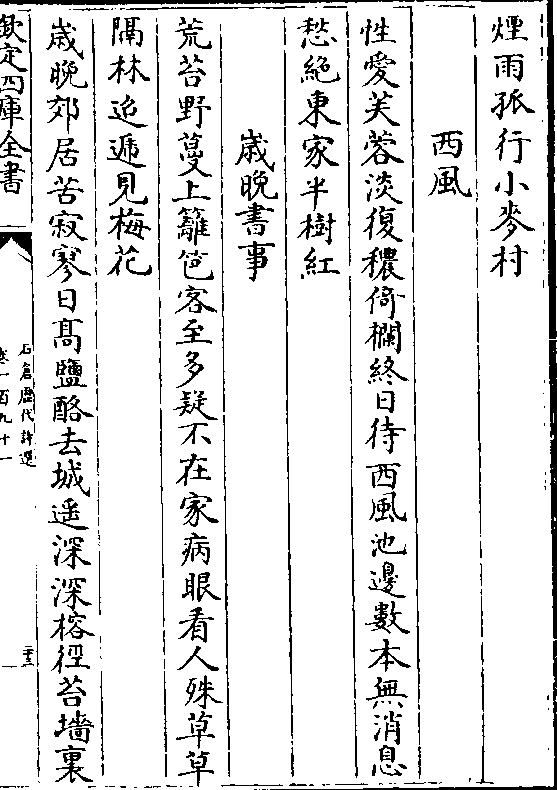 煙雨孤行小麥村
西風
性愛芙蓉淡復穠倚欄終日待西風池邊數本無消息
愁絶東家半樹紅
歳晩書事
荒苔野蔓上籬笆客至多疑不在家病眼看人殊草草
隔林迢遞見梅花
歳晩郊居苦寂寥日髙鹽酪去城遥深深榕徑苔墻裏
欽定四庫全書
石倉歴代詩選
卷一百九十一
二十三